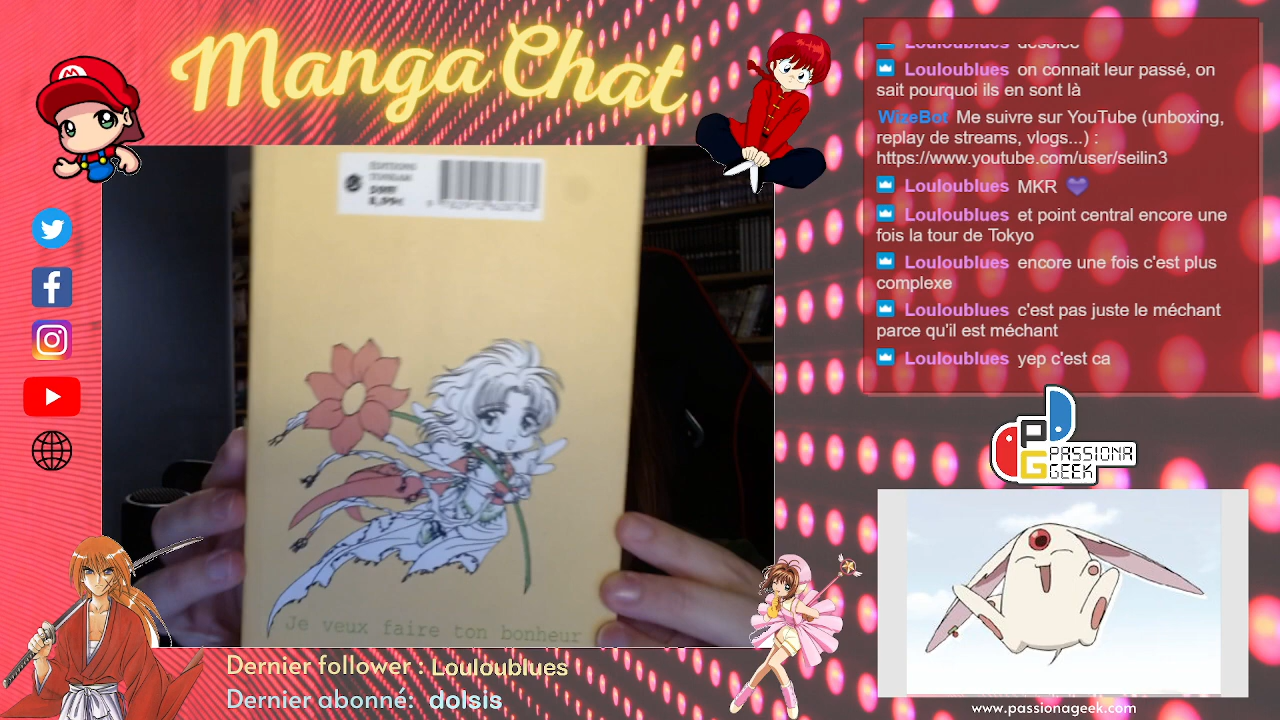 Manga Chat
Louloublues désolée
Louloublues on connait leur passé, on
sait pourquoi ils en sont là
WizeBot Me suivre sur YouTube (unboxing,
replay de streams, vlogs...) :
https://www.youtube.com/user/seilin3
Louloublues MKR
Louloublues et point central encore une
fois la tour de Tokyo
Louloublues encore une fois c'est plus
complexe
Louloublues c'est pas juste le méchant
parce qu'il est méchant
Louloublues yep c'est ca
M
EDITIONS
Je veux faire ton bonheur
PG
PASSIONA
GEEK
Dernier follower : Louloublues
Dernier abonné: dolsis
www.passionageek.com